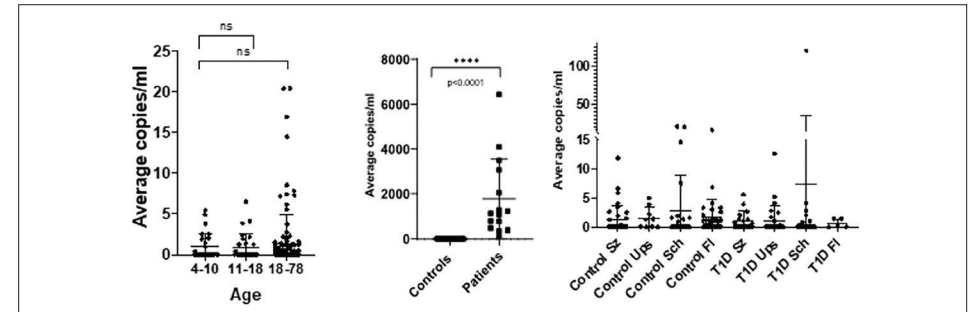 ns
ns
Average copies/ml
25
20
15
10
5
0
4-10 11-18 18-78
Age
p<0.0001
Average copies/ml
8000
6000
4000
2000
0
Controls Patients
Average copies/ml
100
50
15
10
5
0
Control Sz Control Ups Control Sch Control Fl T1D Sz T1D Ups T1D Sch T1D Fl